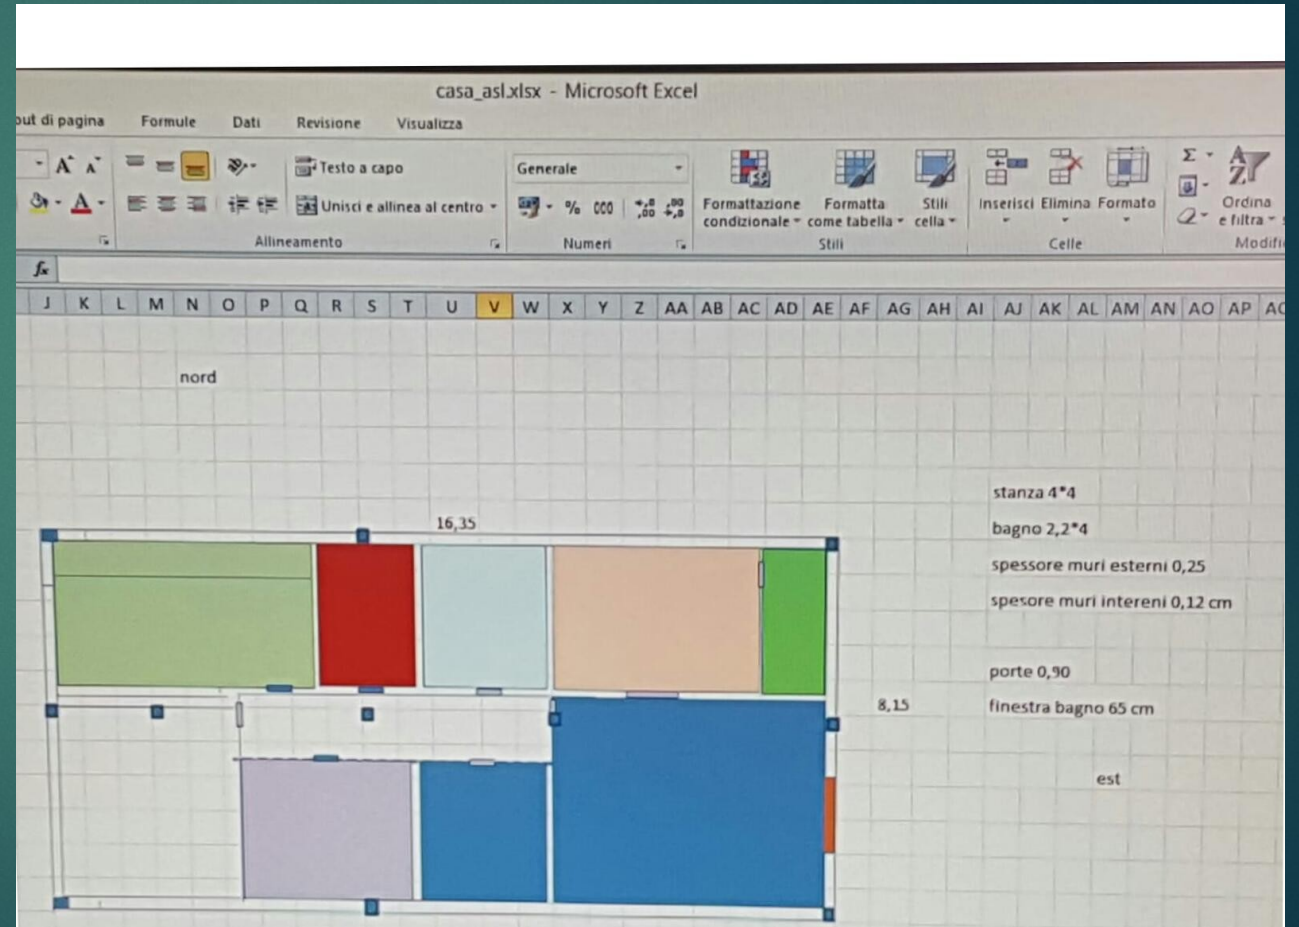 casa_asl.xlsx - Microsoft Excel
out di pagina Formule Dati Revisione Visualizza
A A Testo a capo Generale Σ A Z
A Unisci e allinea al centro % 000 Formattazione condizionale Formatta come tabella Stili cella Inserisci Elimina Formato Ordina e filtra
Allineamento Numeri Stili Celle Modifi
fx
J K L M N O P Q R S T U V W X Y Z AA AB AC AD AE AF AG AH AI AJ AK AL AM AN AO AP
nord
stanza 4*4
16,35
bagno 2,2*4
spessore muri esterni 0,25
spesore muri intereni 0,12 cm
porte 0,90
8,15
finestra bagno 65 cm
est